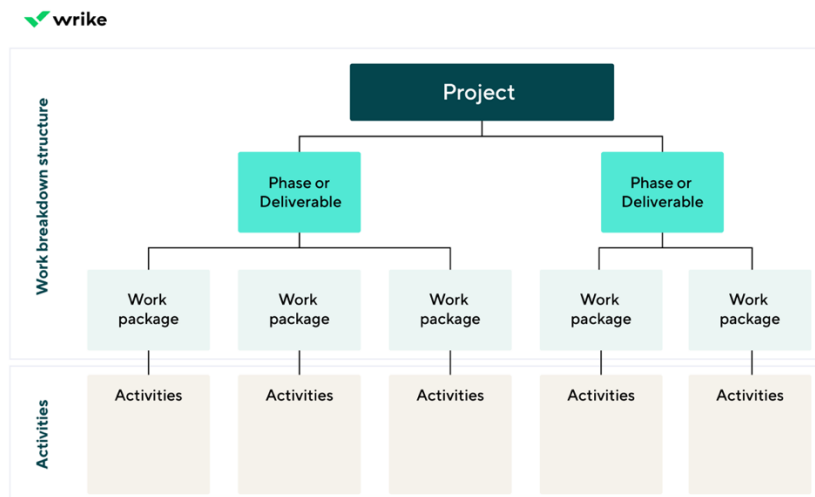 wrike
Work breakdown structure
Project
Phase or
Deliverable
Phase or
Deliverable
Work
package
Work
package
Work
package
Work
package
Work
package
Activities
Activities
Activities
Activities
Activities
Activities